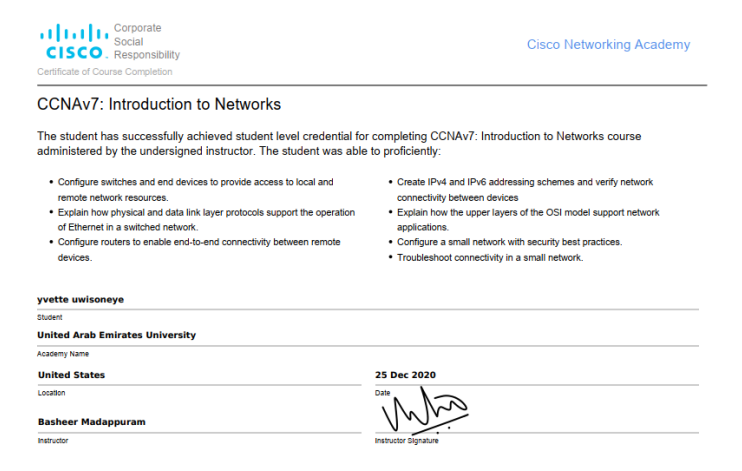 Corporate
Social
CISCO. Responsibility
Cisco Networking Academy
Certificate of Course Completion
CCNAv7: Introduction to Networks
The student has successfully achieved student level credential for completing CCNAv7: Introduction to Networks course
administered by the undersigned instructor. The student was able to proficiently:
• Configure switches and end devices to provide access to local and
remote network resources.
• Explain how physical and data link layer protocols support the operation
of Ethernet in a switched network.
• Configure routers to enable end-to-end connectivity between remote
devices.
• Create IPv4 and IPv6 addressing schemes and verify network
connectivity between devices
• Explain how the upper layers of the OSI model support network
applications.
• Configure a small network with security best practices.
• Troubleshoot connectivity in a small network.
yvette uwisoneye
Student
United Arab Emirates University
Academy Name
United States
Location
25 Dec 2020
Date
Basheer Madappuram
Instructor
Instructor Signature